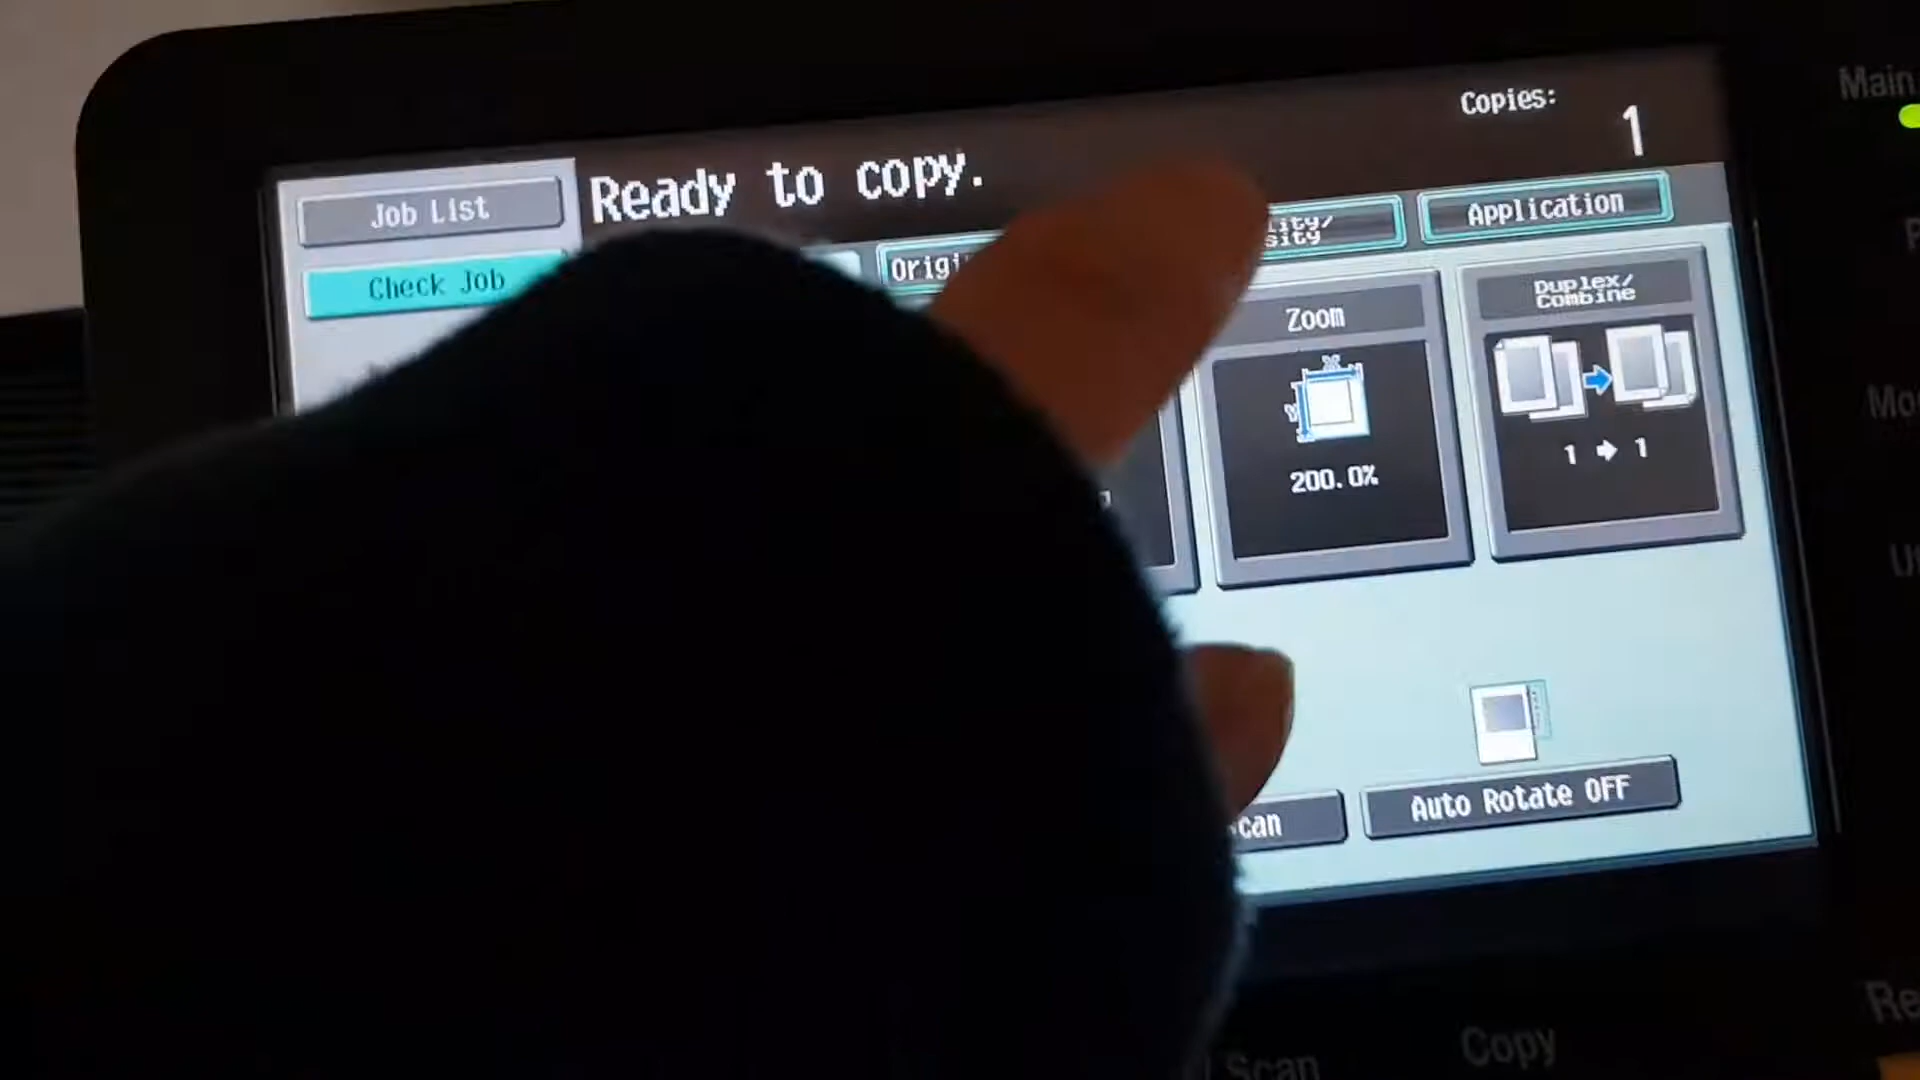 Copies:
1
Ready to copy.
Job List
Check Job
Application
Zoom
200.0%
Duplex/
Combine
1 → 1
Auto Rotate OFF
Main
Scan
Copy